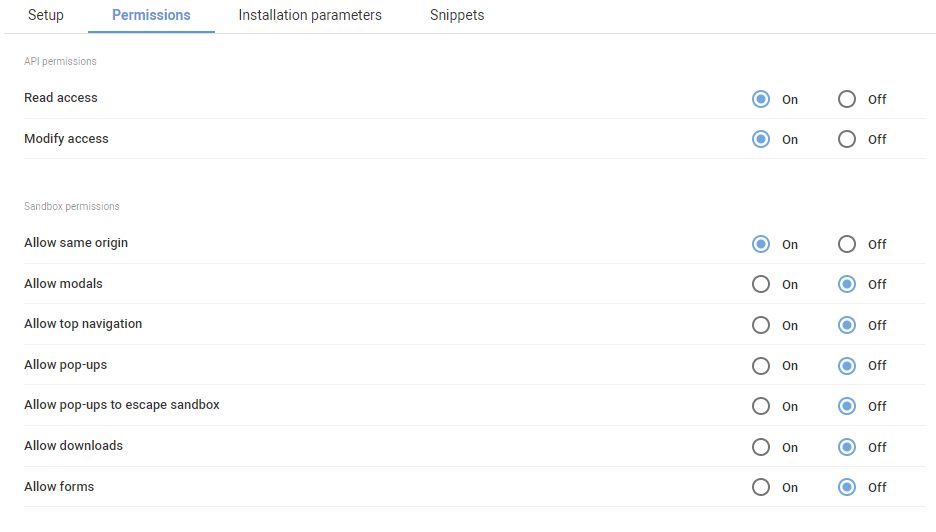 Setup Permissions Installation parameters Snippets
API permissions
Read access On Off
Modify access On Off
Sandbox permissions
Allow same origin On Off
Allow modals On Off
Allow top navigation On Off
Allow pop-ups On Off
Allow pop-ups to escape sandbox On Off
Allow downloads On Off
Allow forms On Off